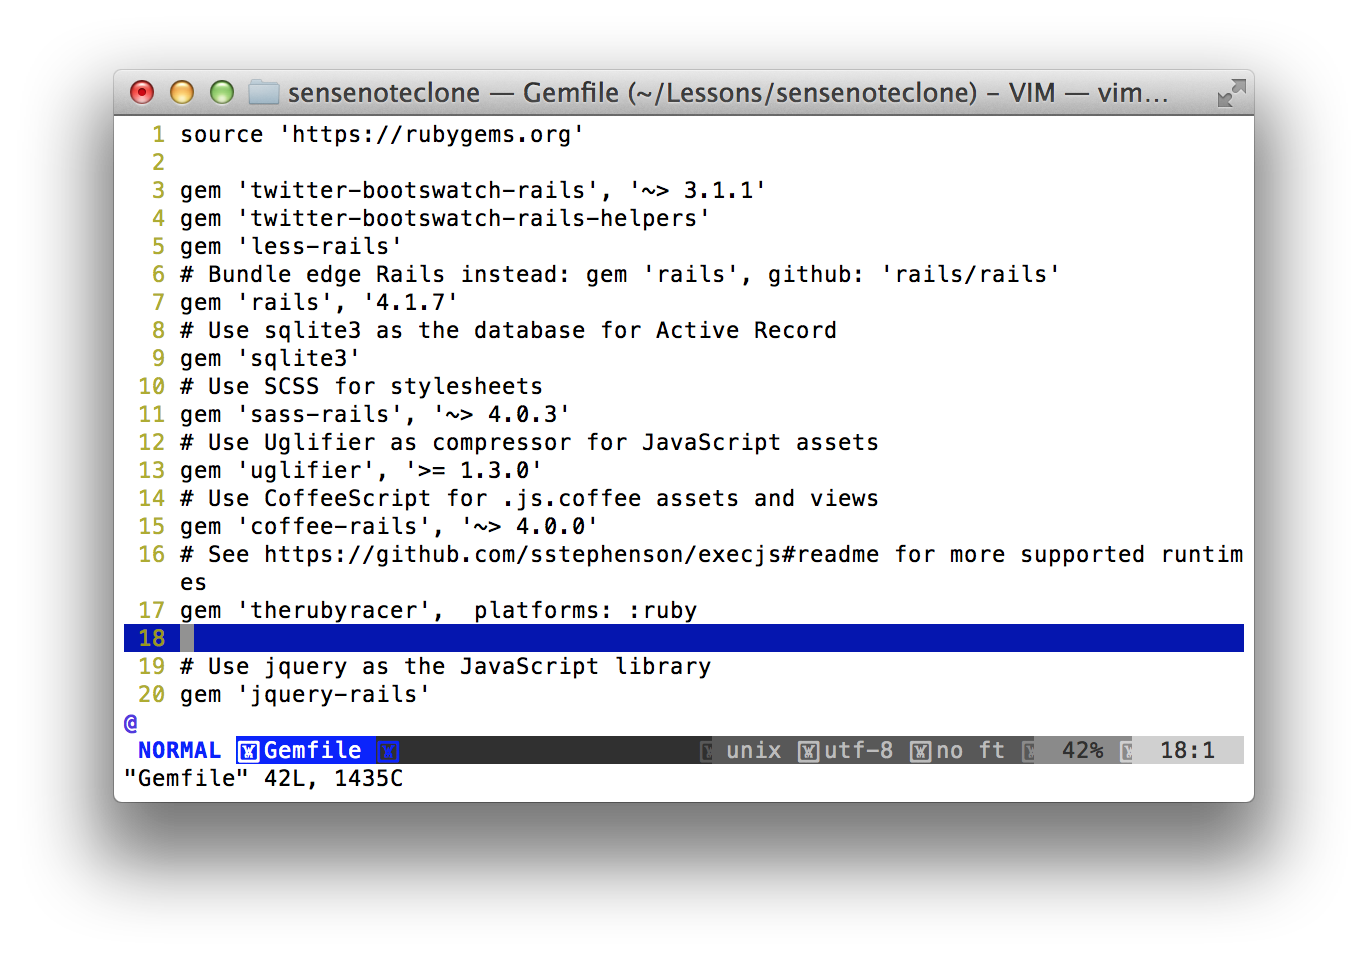 sensenoteclone — Gemfile (~/Lessons/sensenoteclone) – VIM — vim…
1 source 'https://rubygems.org'
2
3 gem 'twitter-bootswatch-rails', '~> 3.1.1'
4 gem 'twitter-bootswatch-rails-helpers'
5 gem 'less-rails'
6 # Bundle edge Rails instead: gem 'rails', github: 'rails/rails'
7 gem 'rails', '4.1.7'
8 # Use sqlite3 as the database for Active Record
9 gem 'sqlite3'
10 # Use SCSS for stylesheets
11 gem 'sass-rails', '~> 4.0.3'
12 # Use Uglifier as compressor for JavaScript assets
13 gem 'uglifier', '>= 1.3.0'
14 # Use CoffeeScript for .js.coffee assets and views
15 gem 'coffee-rails', '~> 4.0.0'
16 # See https://github.com/sstephenson/execjs#readme for more supported runtim
es
17 gem 'therubyracer',  platforms: :ruby
18
19 # Use jquery as the JavaScript library
20 gem 'jquery-rails'
@
NORMAL Gemfile unix utf-8 no ft 42% 18:1
"Gemfile" 42L, 1435C